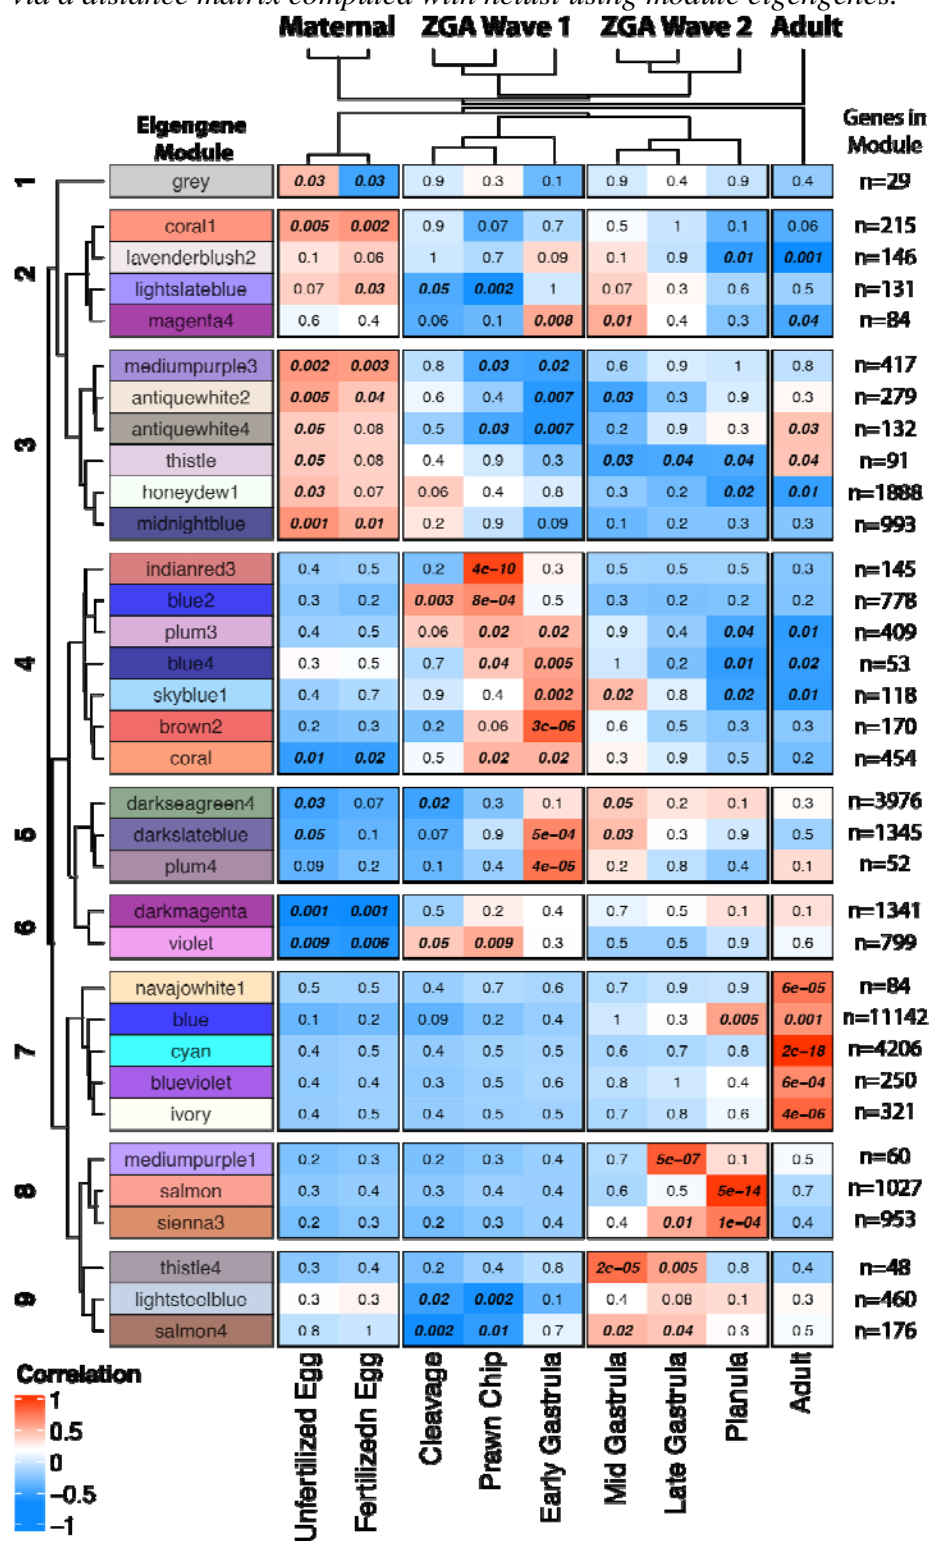 via a distance matrix computed with hclust using module eigengenes.
Maternal ZGA Wave 1 ZGA Wave 2 Adult
Eigengene Module Genes in Module
1
grey 0.03 0.03 0.9 0.3 0.1 0.9 0.4 0.9 0.4 n=29
2
coral1 0.005 0.002 0.9 0.07 0.7 0.5 1 0.1 0.06 n=215
lavenderblush2 0.1 0.06 1 0.7 0.09 0.1 0.9 0.01 0.001 n=146
lightslateblue 0.07 0.03 0.05 0.002 1 0.07 0.3 0.6 0.5 n=131
magenta4 0.6 0.4 0.06 0.1 0.008 0.01 0.4 0.3 0.04 n=84
3
mediumpurple3 0.002 0.003 0.8 0.03 0.02 0.6 0.9 1 0.8 n=417
antiquewhite2 0.005 0.04 0.6 0.4 0.007 0.03 0.3 0.9 0.3 n=279
antiquewhite4 0.05 0.08 0.5 0.03 0.007 0.2 0.9 0.3 0.03 n=132
thistle 0.05 0.08 0.4 0.9 0.3 0.03 0.04 0.04 0.04 n=91
honeydew1 0.03 0.07 0.06 0.4 0.8 0.3 0.2 0.02 0.01 n=1888
midnightblue 0.001 0.01 0.2 0.9 0.09 0.1 0.2 0.3 0.3 n=993
4
indianred3 0.4 0.5 0.2 4e−10 0.3 0.5 0.5 0.5 0.3 n=145
blue2 0.3 0.2 0.003 8e−04 0.5 0.3 0.2 0.2 0.2 n=778
plum3 0.4 0.5 0.06 0.02 0.02 0.9 0.4 0.04 0.01 n=409
blue4 0.3 0.5 0.7 0.04 0.005 1 0.2 0.01 0.02 n=53
skyblue1 0.4 0.7 0.9 0.4 0.002 0.02 0.8 0.02 0.01 n=118
brown2 0.2 0.3 0.2 0.06 3e−06 0.6 0.5 0.3 0.3 n=170
coral 0.01 0.02 0.5 0.02 0.02 0.3 0.9 0.5 0.2 n=454
5
darkseagreen4 0.03 0.07 0.02 0.3 0.1 0.05 0.2 0.1 0.3 n=3976
darkslateblue 0.05 0.1 0.07 0.9 5e−04 0.03 0.3 0.9 0.5 n=1345
plum4 0.09 0.2 0.1 0.4 4e−05 0.2 0.8 0.4 0.1 n=52
6
darkmagenta 0.001 0.001 0.5 0.2 0.4 0.7 0.5 0.1 0.1 n=1341
violet 0.009 0.006 0.05 0.009 0.3 0.5 0.5 0.9 0.6 n=799
7
navajowhite1 0.5 0.5 0.4 0.7 0.6 0.7 0.9 0.9 6e−05 n=84
blue 0.1 0.2 0.09 0.2 0.4 1 0.3 0.005 0.001 n=11142
cyan 0.4 0.5 0.4 0.5 0.5 0.6 0.7 0.8 2e−18 n=4206
blueviolet 0.4 0.4 0.3 0.5 0.6 0.8 1 0.4 6e−04 n=250
ivory 0.4 0.5 0.4 0.5 0.5 0.7 0.8 0.6 4e−06 n=321
8
mediumpurple1 0.2 0.3 0.2 0.3 0.4 0.7 5e−07 0.1 0.5 n=60
salmon 0.3 0.4 0.3 0.4 0.4 0.6 0.5 5e−14 0.7 n=1027
sienna3 0.2 0.3 0.2 0.3 0.4 0.4 0.01 1e−04 0.4 n=953
9
thistle4 0.3 0.4 0.2 0.4 0.8 2e−05 0.005 0.8 0.4 n=48
lightsteelblue 0.3 0.3 0.02 0.002 0.1 0.4 0.08 0.1 0.3 n=460
salmon4 0.8 1 0.002 0.01 0.7 0.02 0.04 0.3 0.5 n=176
Unfertilized Egg
Fertilizedn Egg
Cleavage
Prawn Chip
Early Gastrula
Mid Gastrula
Late Gastrula
Planula
Adult
Correlation
1
0.5
0
−0.5
−1